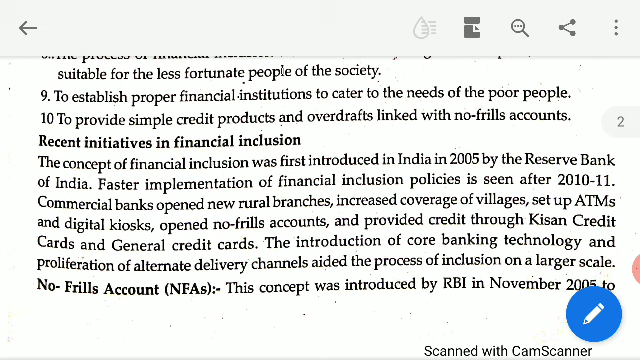 suitable for the less fortunate people of the society.
9. To establish proper financial institutions to cater to the needs of the poor people.
10 To provide simple credit products and overdrafts linked with no-frills accounts.
2
Recent initiatives in financial inclusion
The concept of financial inclusion was first introduced in India in 2005 by the Reserve Bank
of India. Faster implementation of financial inclusion policies is seen after 2010-11.
Commercial banks opened new rural branches, increased coverage of villages, set up ATMs
and digital kiosks, opened no-frills accounts, and provided credit through Kisan Credit
Cards and General credit cards. The introduction of core banking technology and
proliferation of alternate delivery channels aided the process of inclusion on a larger scale.
No- Frills Account (NFAs):- This concept was introduced by RBI in November 2005 to
Scanned with CamScanner